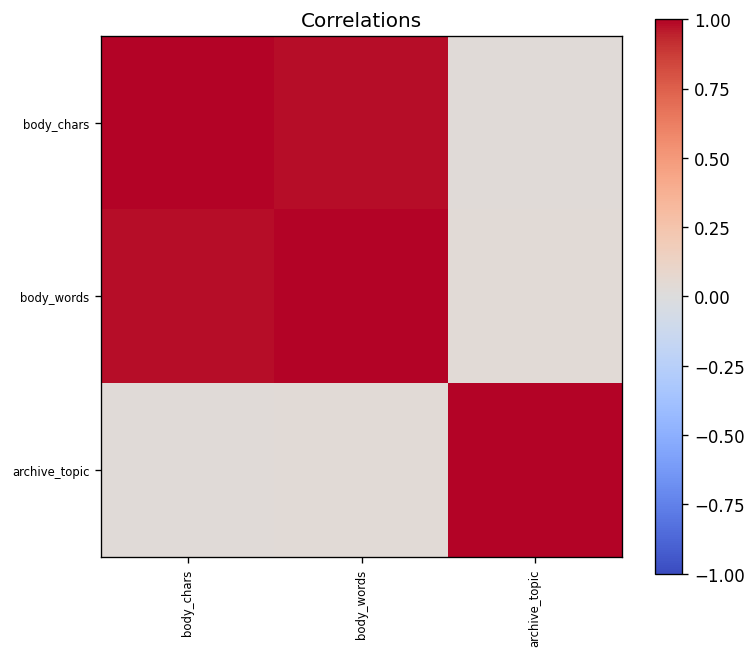 Correlations
body_chars
body_words
archive_topic
body_chars
body_words
archive_topic
1.00
0.75
0.50
0.25
0.00
−0.25
−0.50
−0.75
−1.00